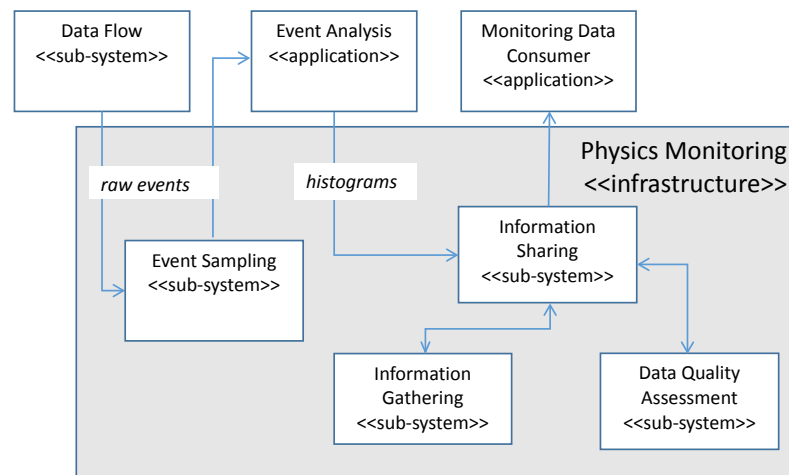 Data Flow
<<sub-system>>
Event Analysis
<<application>>
Monitoring Data
Consumer
<<application>>
Physics Monitoring
<<infrastructure>>
raw events
histograms
Event Sampling
<<sub-system>>
Information
Sharing
<<sub-system>>
Information
Gathering
<<sub-system>>
Data Quality
Assessment
<<sub-system>>